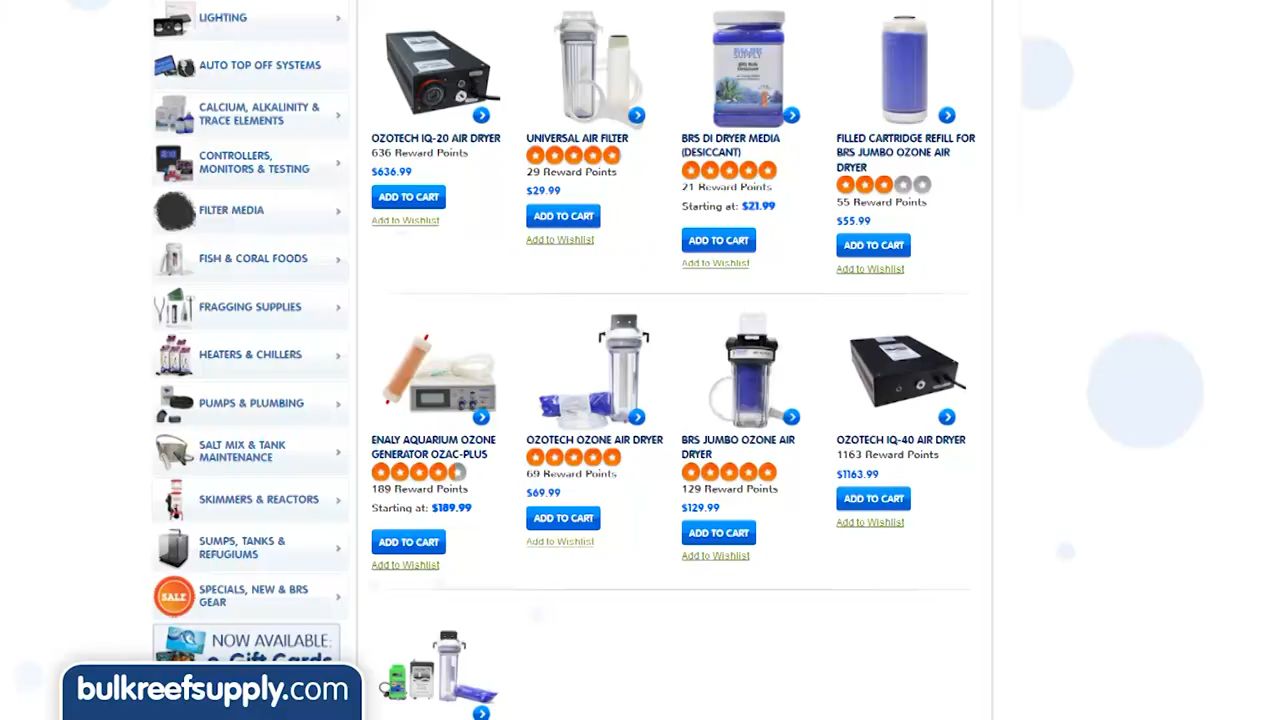 LIGHTING
AUTO TOP OFF SYSTEMS
CALCIUM, ALKALINITY &
TRACE ELEMENTS
CONTROLLERS,
MONITORS & TESTING
FILTER MEDIA
FISH & CORAL FOODS
FRAGGING SUPPLIES
HEATERS & CHILLERS
PUMPS & PLUMBING
SALT MIX & TANK
MAINTENANCE
SKIMMERS & REACTORS
SUMPS, TANKS &
REFUGIUMS
SALE
SPECIALS, NEW & BRS
GEAR
NOW AVAILABLE:
e-Gift Cards
OZOTECH IQ-20 AIR DRYER
636 Reward Points
$636.99
ADD TO CART
Add to Wishlist
UNIVERSAL AIR FILTER
29 Reward Points
$29.99
ADD TO CART
Add to Wishlist
BRS DI DRYER MEDIA
(DESICCANT)
21 Reward Points
Starting at: $21.99
ADD TO CART
Add to Wishlist
FILLED CARTRIDGE REFILL FOR
BRS JUMBO OZONE AIR
DRYER
55 Reward Points
$55.99
ADD TO CART
Add to Wishlist
ENALY AQUARIUM OZONE
GENERATOR OZAC-PLUS
189 Reward Points
Starting at: $189.99
ADD TO CART
Add to Wishlist
OZOTECH OZONE AIR DRYER
69 Reward Points
$69.99
ADD TO CART
Add to Wishlist
BRS JUMBO OZONE AIR
DRYER
129 Reward Points
$129.99
ADD TO CART
Add to Wishlist
OZOTECH IQ-40 AIR DRYER
1163 Reward Points
$1163.99
ADD TO CART
Add to Wishlist
bulkreefsupply.com